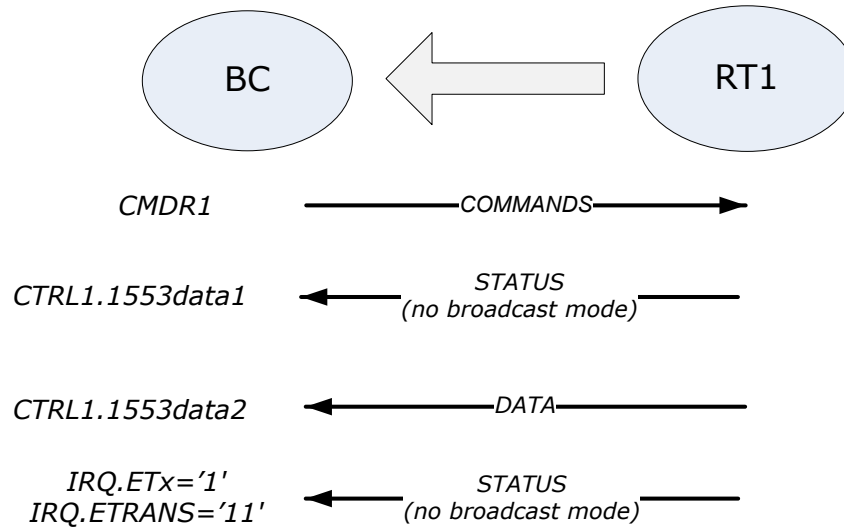 BC
RT1
CMDR1
COMMANDS
CTRL1.1553data1
STATUS
(no broadcast mode)
CTRL1.1553data2
DATA
IRQ.ETx='1'
IRQ.ETRANS='11'
STATUS
(no broadcast mode)